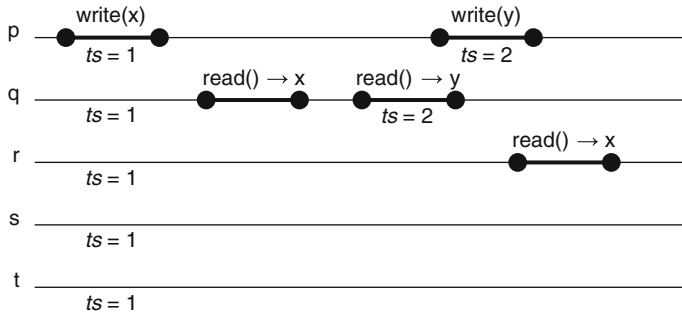 write(x) write(y)
p
ts = 1 ts = 2
read() → x read() → y
q
ts = 1 ts = 2
read() → x
r
ts = 1
s
ts = 1
t
ts = 1